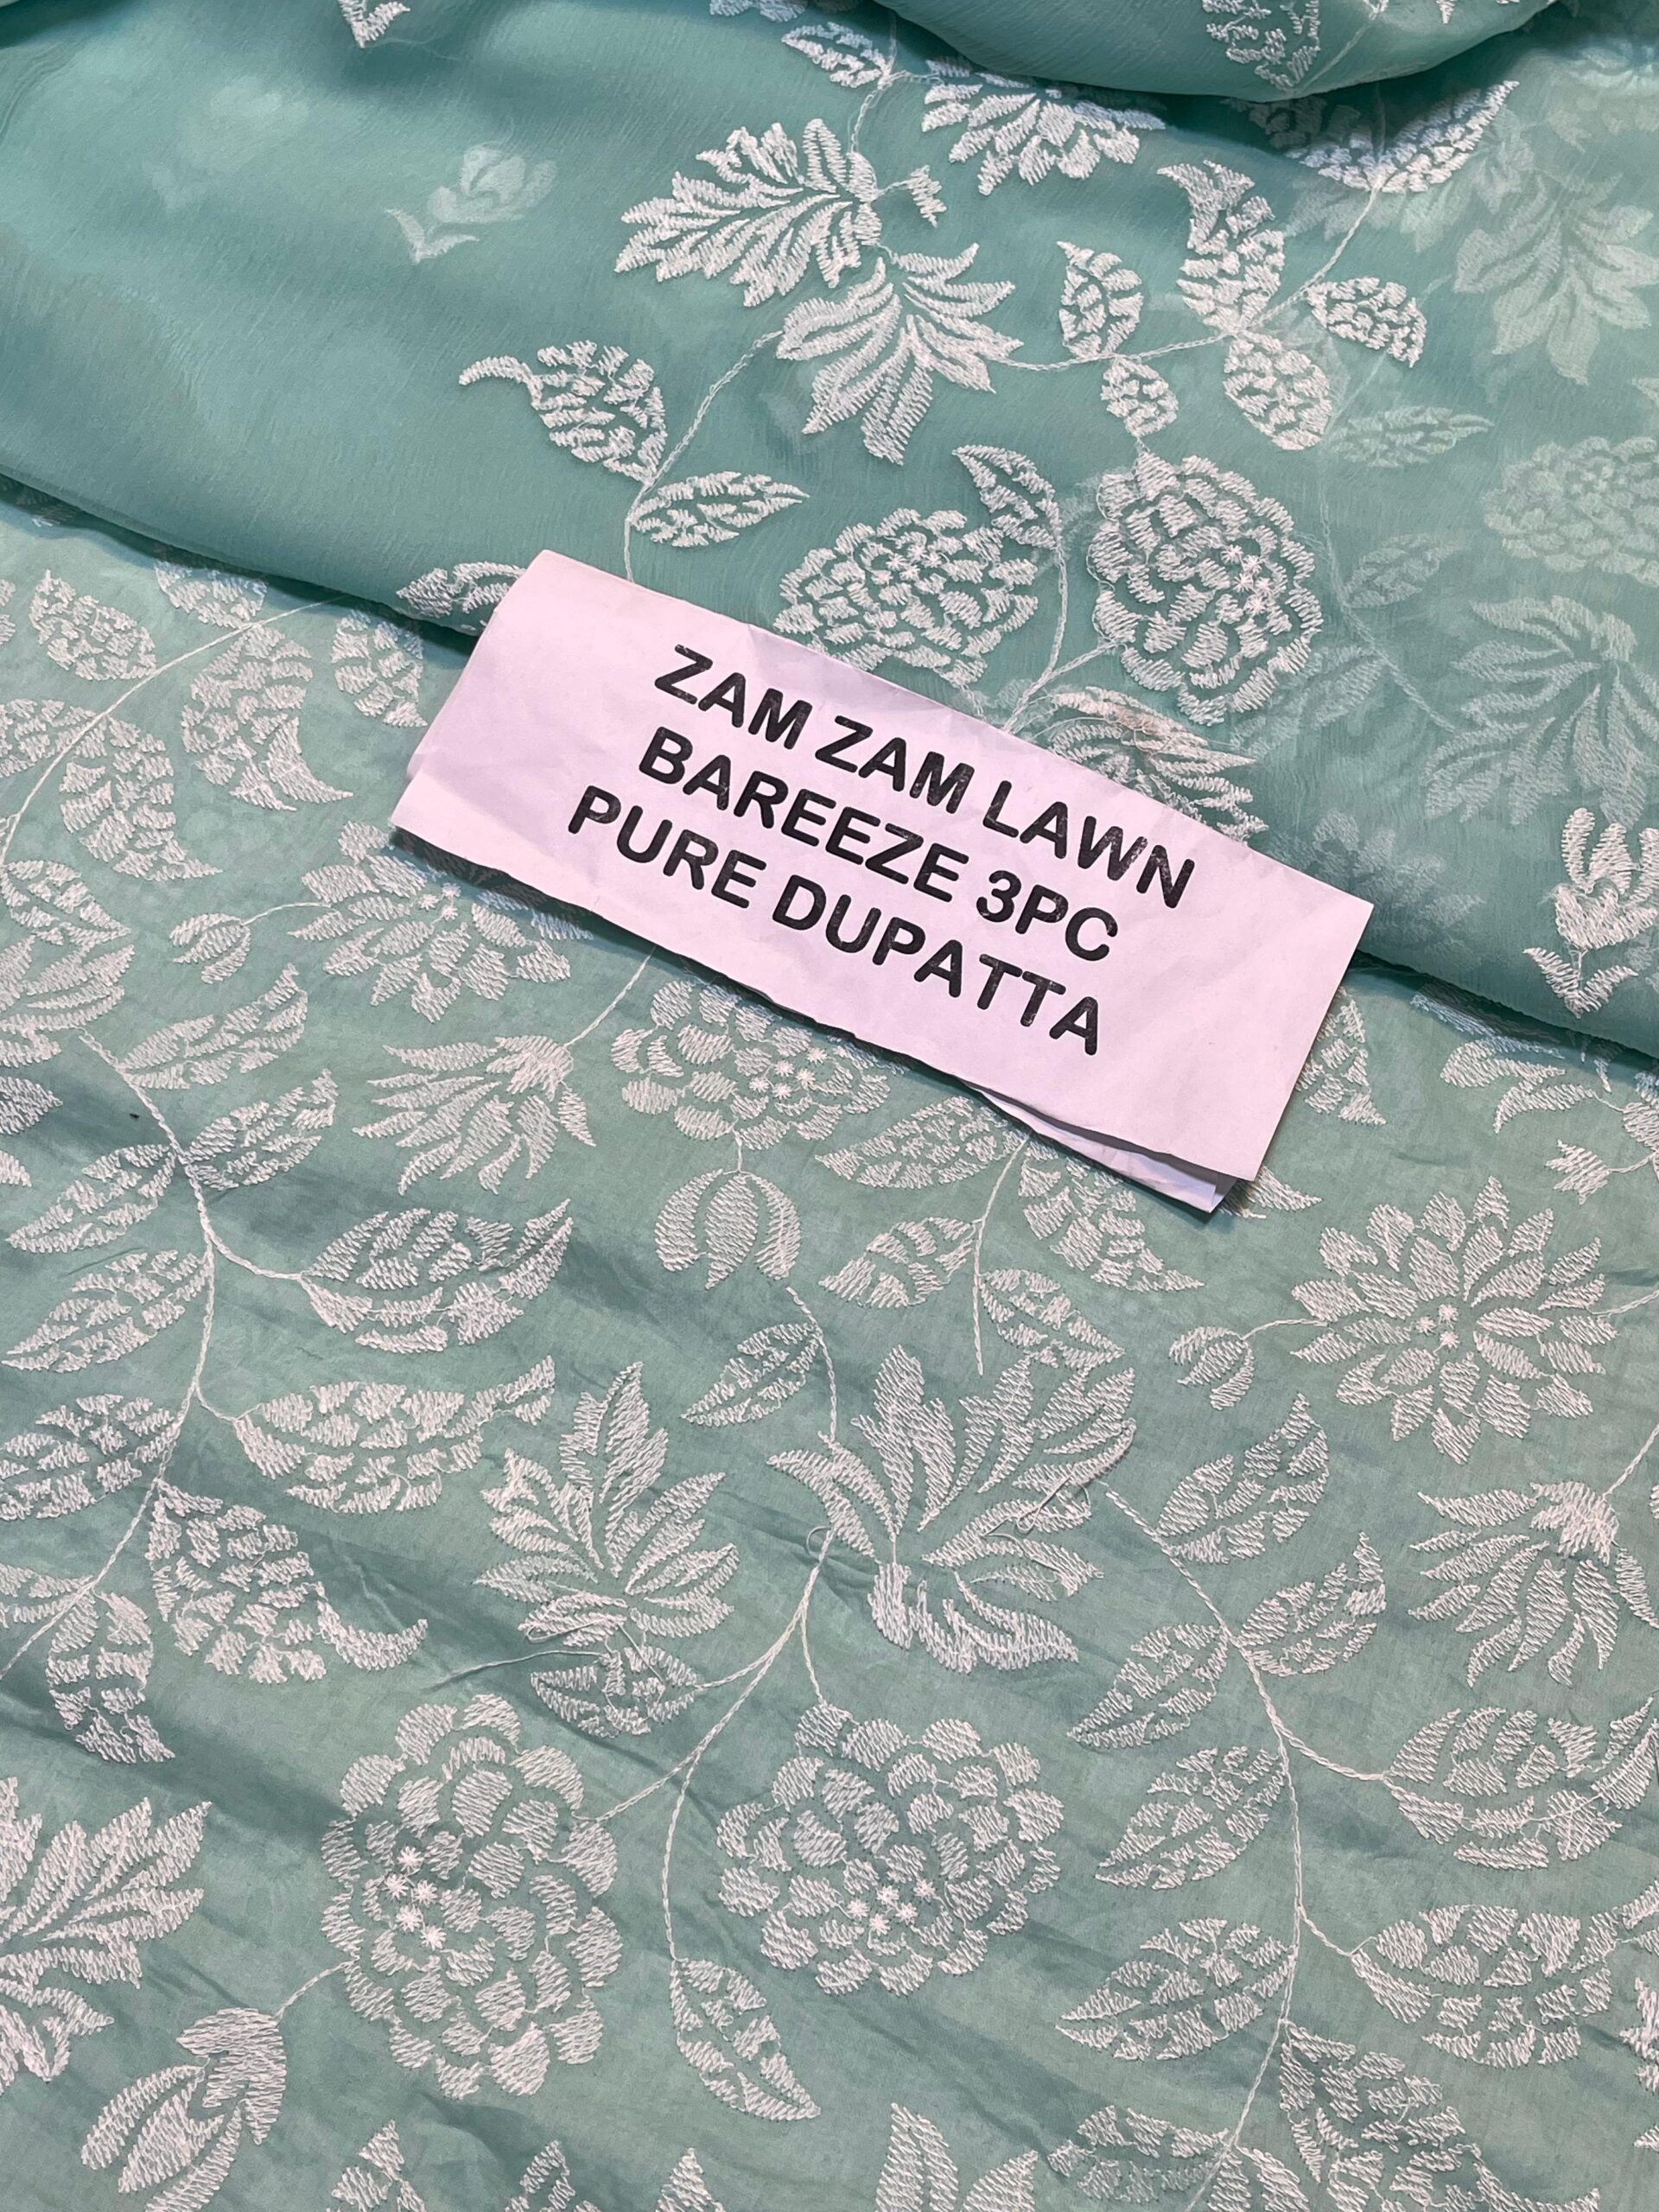 ZAM ZAM LAWN
BAREEZE 3PC
PURE DUPATTA